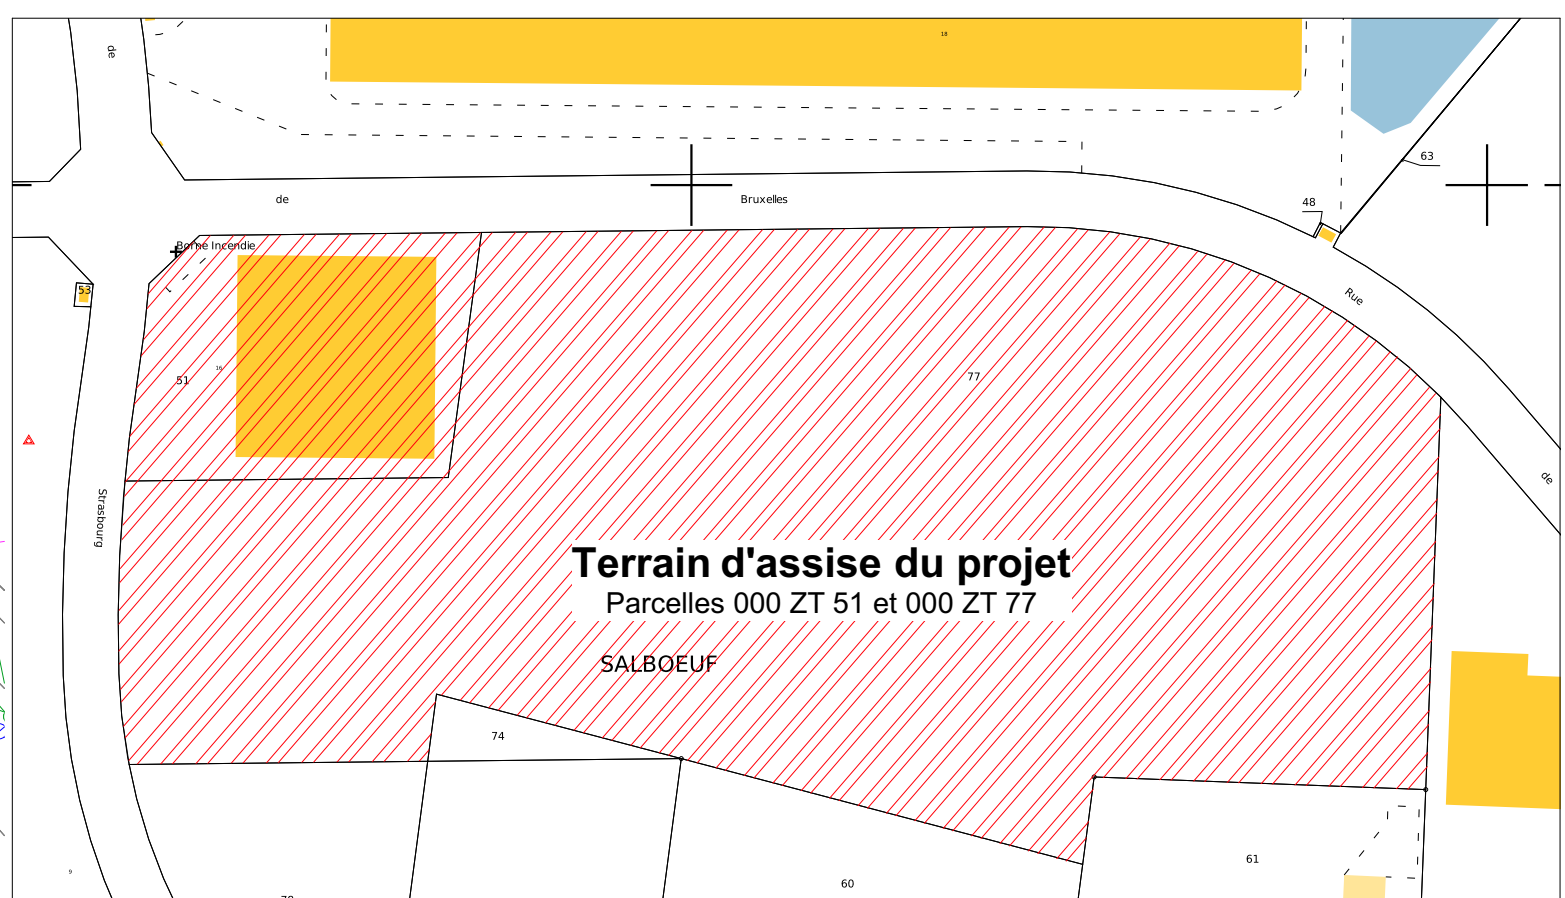 de
18
63
48
de
Bruxelles
Borne Incendie
53
Rue
16
51
77
de
Strasbourg
Terrain d'assise du projet
Parcelles 000 ZT 51 et 000 ZT 77
SALBOEUF
74
61
9
60